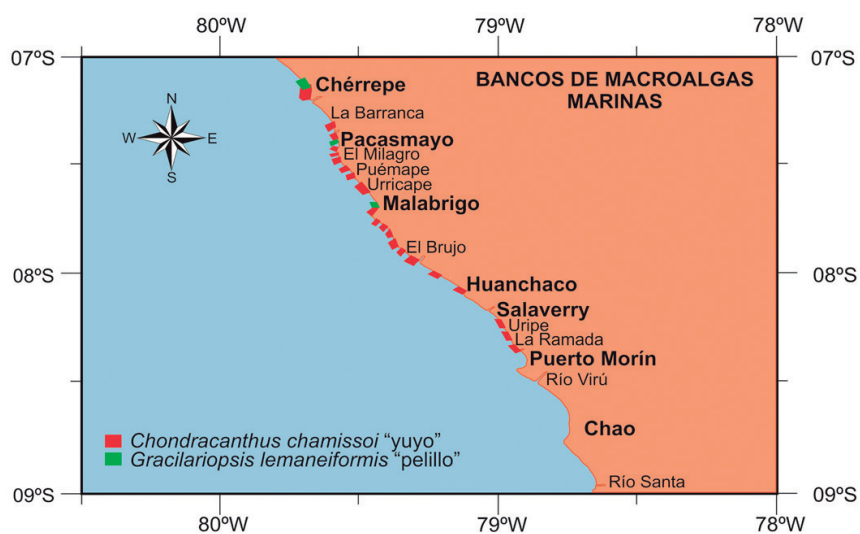 80ºW
79ºW
78ºW
07ºS
07ºS
BANCOS DE MACROALGAS
MARINAS
Chérrepe
La Barranca
N
W
E
S
Pacasmayo
El Milagro
Puémape
Urricape
Malabrigo
El Brujo
08ºS
08ºS
Huanchaco
Salaverry
Uripe
La Ramada
Puerto Morín
Río Virú
Chao
Chondracanthus chamissoi “yuyo”
Gracilariopsis lemaneiformis “pelillo”
Río Santa
09ºS
09ºS
80ºW
79ºW
78ºW